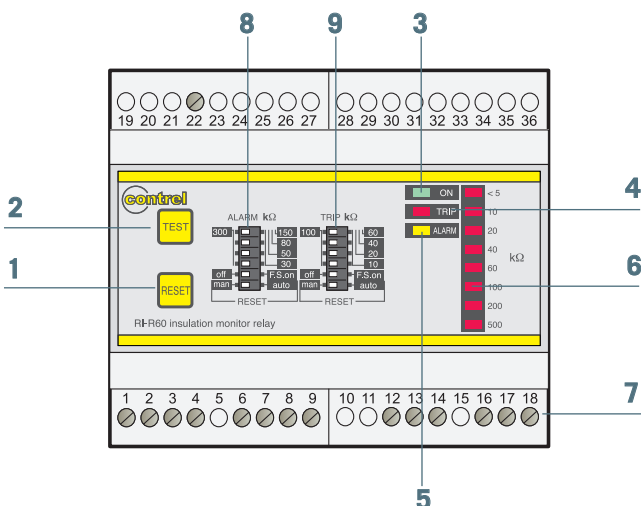 8 9 3
19 20 21 22 23 24 25 26 27 28 29 30 31 32 33 34 35 36
contrel
ON < 5
4
2
TRIP 10
TEST
ALARM kΩ TRIP kΩ
300 150 100 60 ALARM 20
80 40 40
50 20 kΩ
30 10 60
1
6
off F.S.on off F.S.on
RESET man auto man auto 100
RESET RESET 200
RI-R60 insulation monitor relay 500
1 2 3 4 5 6 7 8 9 10 11 12 13 14 15 16 17 18
7
5